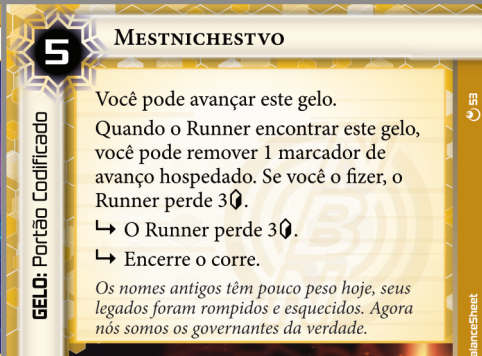 5
MESTNICHESTVO
GELO: Portão Codificado
Você pode avançar este gelo.
Quando o Runner encontrar este gelo,
você pode remover 1 marcador de
avanço hospedado. Se você o fizer, o
Runner perde 3.
↳ O Runner perde 3.
↳ Encerre o corre.
Os nomes antigos têm pouco peso hoje, seus
legados foram rompidos e esquecidos. Agora
nós somos os governantes da verdade.
53